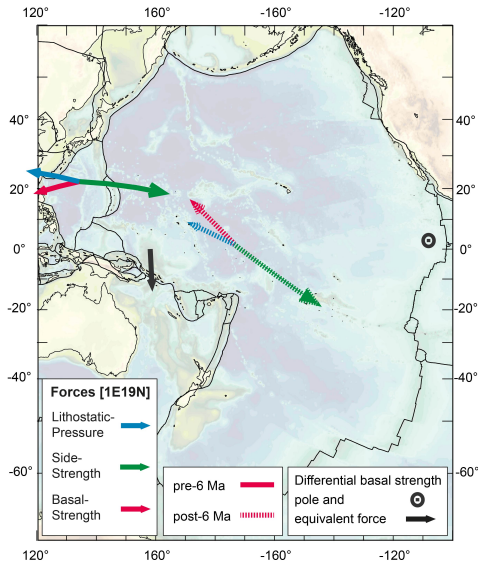 120° 160° -160° -120°
40° 40°
20° 20°
0° 0°
-20° -20°
-40° -40°
-60° -60°
Forces [1E19N]
Lithostatic-
Pressure
Side-
Strength
Basal-
Strength
pre-6 Ma
post-6 Ma
Differential basal strength
pole and
equivalent force
120° 160° -160° -120°